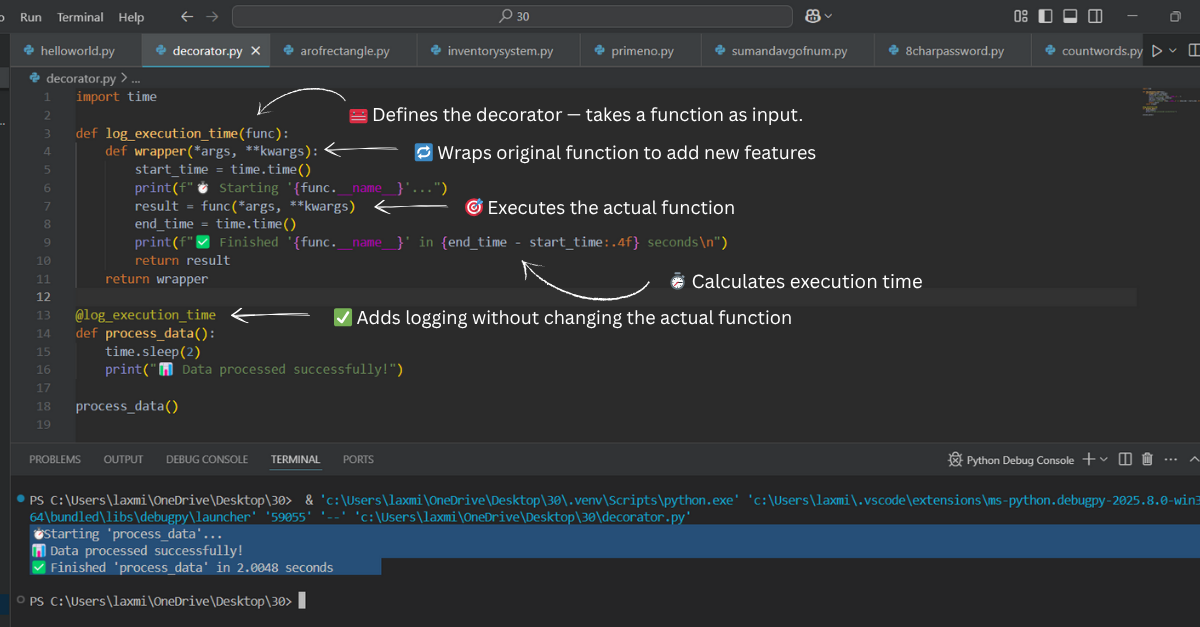 Run Terminal Help 30
helloworld.py decorator.py arofrectangle.py inventorysystem.py primeno.py sumandavgofnum.py 8charpassword.py countwords.py
decorator.py > ...
1 import time
2
3 def log_execution_time(func):
Defines the decorator — takes a function as input.
4 def wrapper(*args, **kwargs):
Wraps original function to add new features
5 start_time = time.time()
6 print(f"⏱️ Starting '{func.__name__}'...")
7 result = func(*args, **kwargs)
🎯 Executes the actual function
8 end_time = time.time()
9 print(f"✅ Finished '{func.__name__}' in {end_time - start_time:.4f} seconds\n")
10 return result
11 return wrapper
⏱️ Calculates execution time
12
13 @log_execution_time
✅ Adds logging without changing the actual function
14 def process_data():
15 time.sleep(2)
16 print("📊 Data processed successfully!")
17
18 process_data()
19
PROBLEMS OUTPUT DEBUG CONSOLE TERMINAL PORTS Python Debug Console
PS C:\Users\laxmi\OneDrive\Desktop\30> & 'c:\Users\laxmi\OneDrive\Desktop\30\.venv\Scripts\python.exe' 'c:\Users\laxmi\.vscode\extensions\ms-python.debugpy-2025.8.0-win3
64\bundled\libs\debugpy\launcher' '59055' '--' 'c:\Users\laxmi\OneDrive\Desktop\30\decorator.py'
⏱️Starting 'process_data'...
📊 Data processed successfully!
✅ Finished 'process_data' in 2.0048 seconds
PS C:\Users\laxmi\OneDrive\Desktop\30>